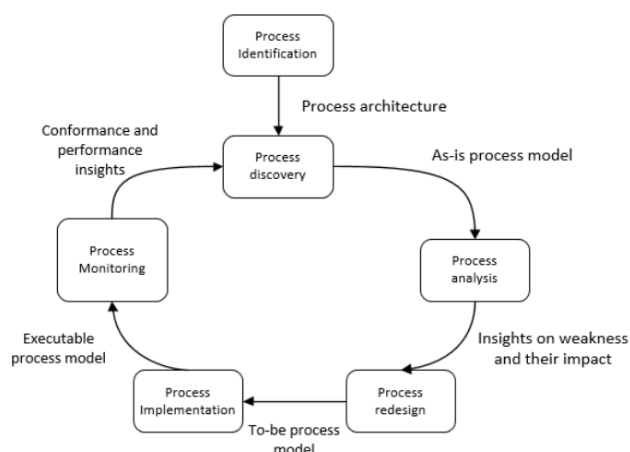 Process
Identification
Process architecture
Conformance and
performance
insights
Process
discovery
As-is process model
Process
Monitoring
Process
analysis
Executable
process model
Insights on weakness
and their impact
Process
Implementation
Process
redesign
To-be process
model